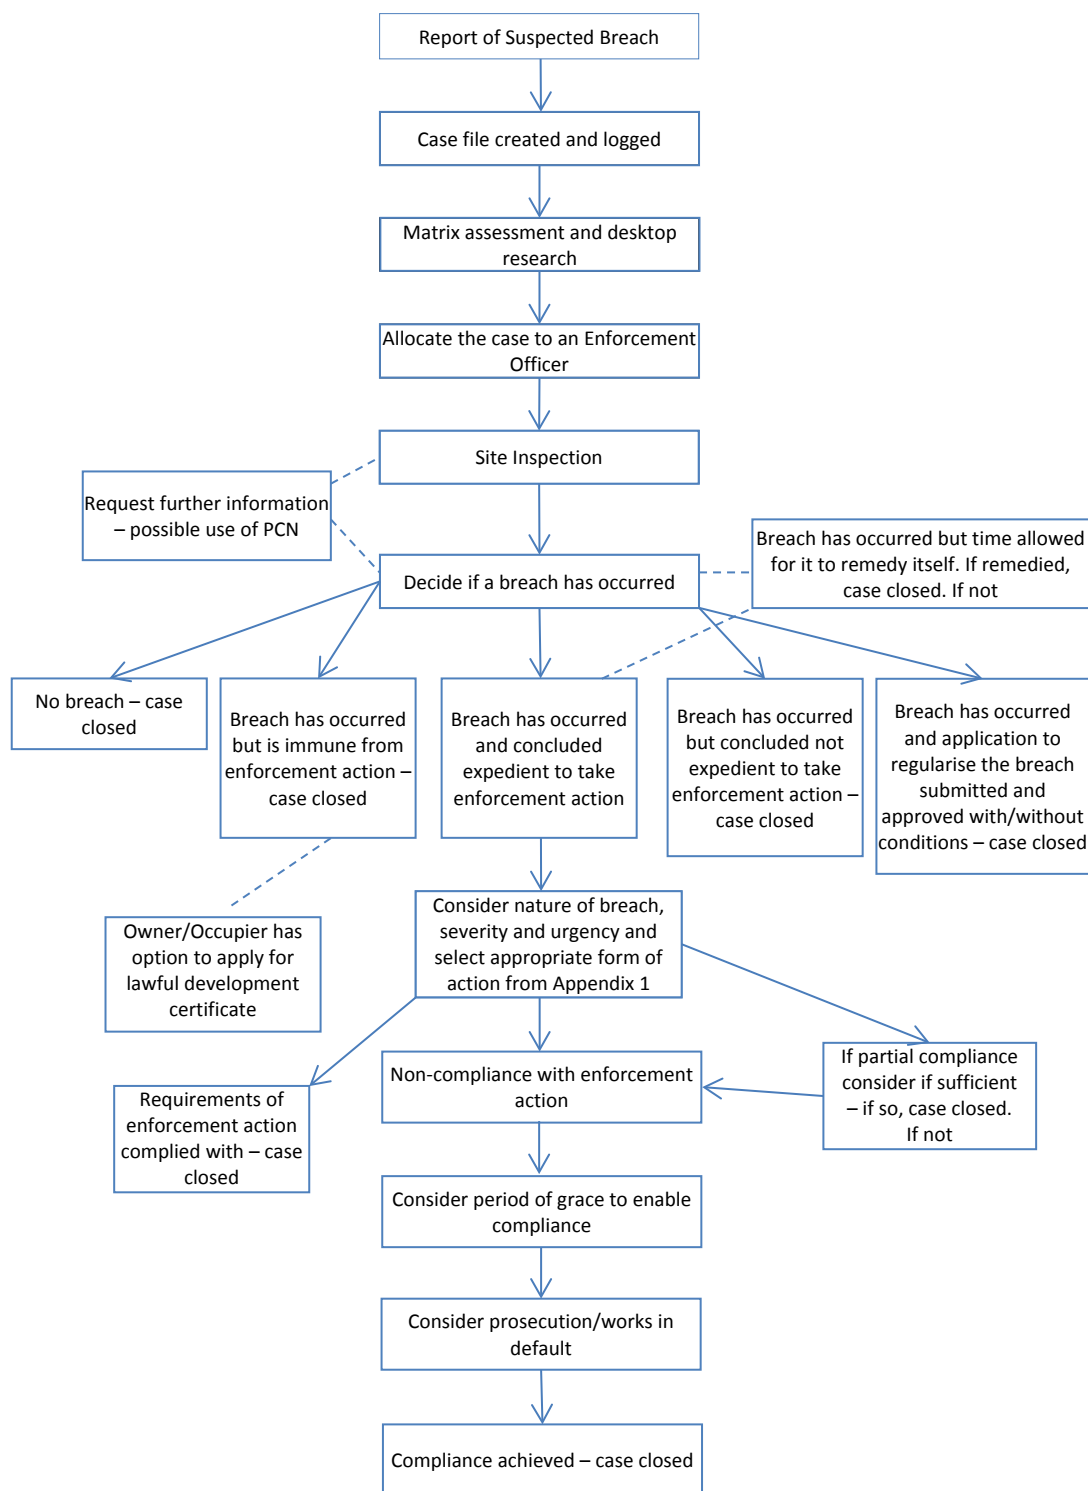 Report of Suspected Breach
Case file created and logged
Matrix assessment and desktop
research
Allocate the case to an Enforcement
Officer
Site Inspection
Request further information
– possible use of PCN
Breach has occurred but time allowed
for it to remedy itself. If remedied,
case closed. If not
Decide if a breach has occurred
No breach – case
closed
Breach has occurred
but is immune from
enforcement action –
case closed
Breach has occurred
and concluded
expedient to take
enforcement action
Breach has occurred
but concluded not
expedient to take
enforcement action –
case closed
Breach has occurred
and application to
regularise the breach
submitted and
approved with/without
conditions – case closed
Owner/Occupier has
option to apply for
lawful development
certificate
Consider nature of breach,
severity and urgency and
select appropriate form of
action from Appendix 1
Requirements of
enforcement action
complied with – case
closed
Non-compliance with enforcement
action
If partial compliance
consider if sufficient
– if so, case closed.
If not
Consider period of grace to enable
compliance
Consider prosecution/works in
default
Compliance achieved – case closed